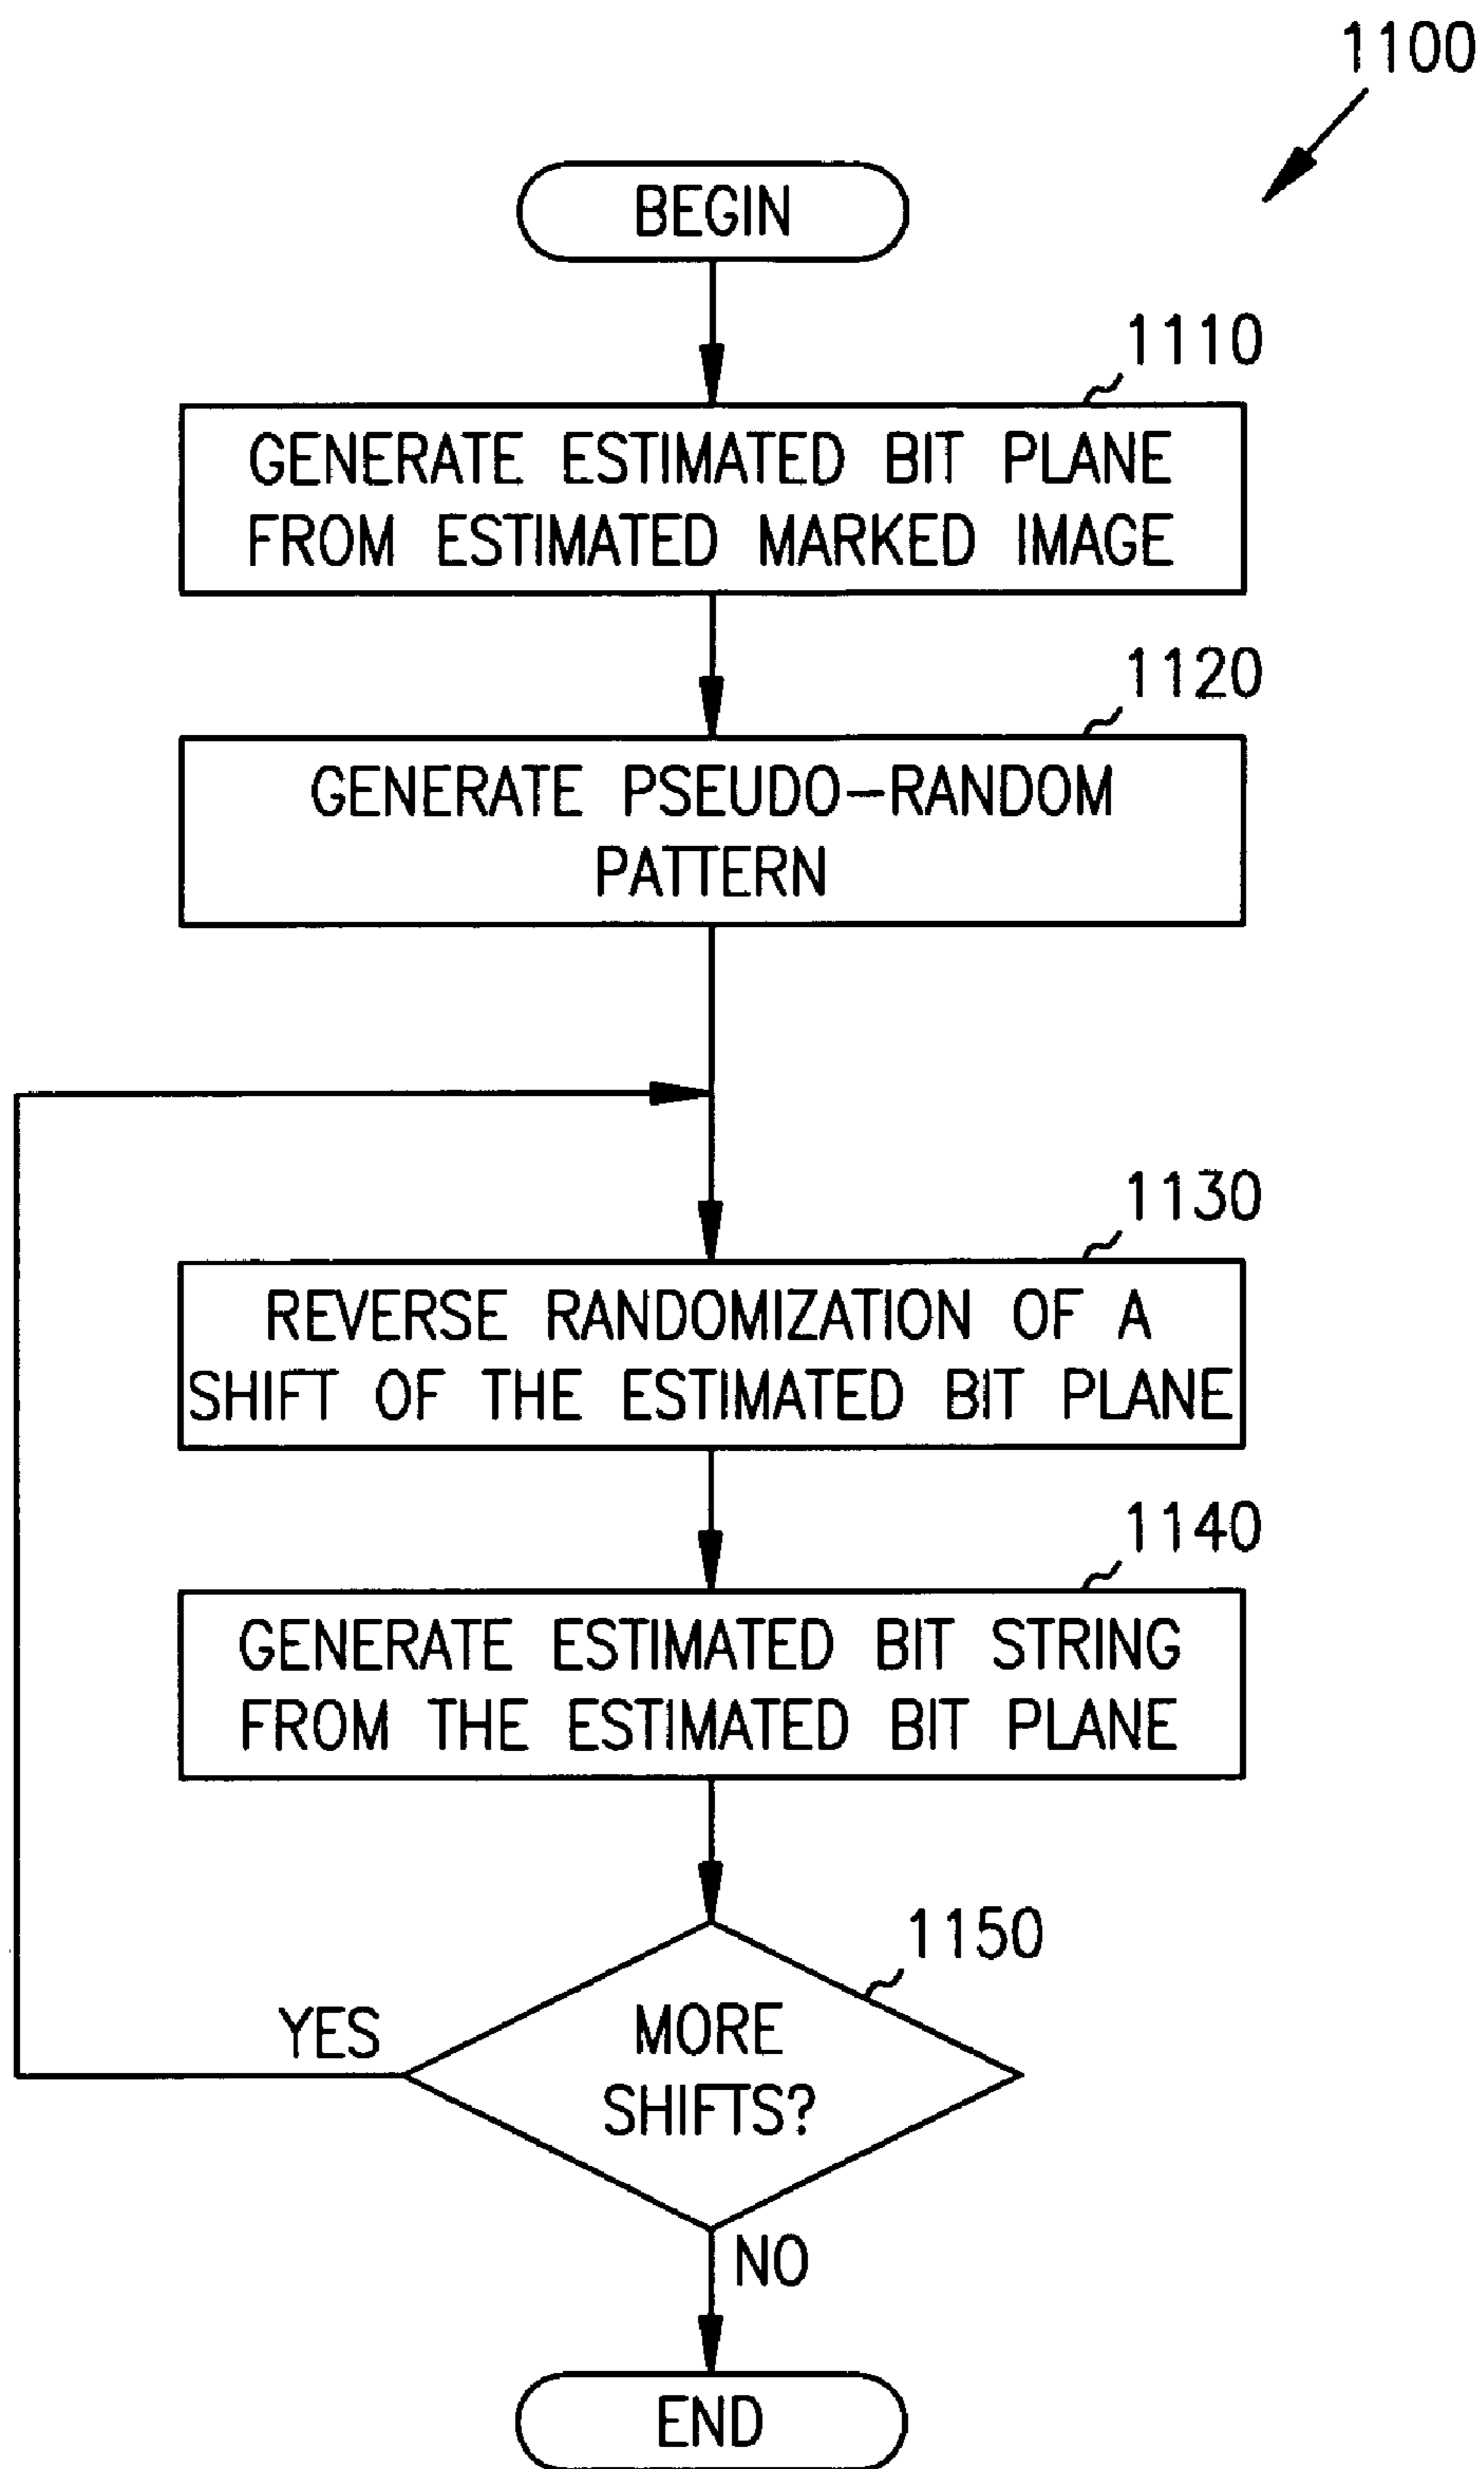 1100
BEGIN
1110
GENERATE ESTIMATED BIT PLANE
FROM ESTIMATED MARKED IMAGE
1120
GENERATE PSEUDO-RANDOM
PATTERN
1130
REVERSE RANDOMIZATION OF A
SHIFT OF THE ESTIMATED BIT PLANE
1140
GENERATE ESTIMATED BIT STRING
FROM THE ESTIMATED BIT PLANE
1150
YES
MORE
SHIFTS?
NO
END